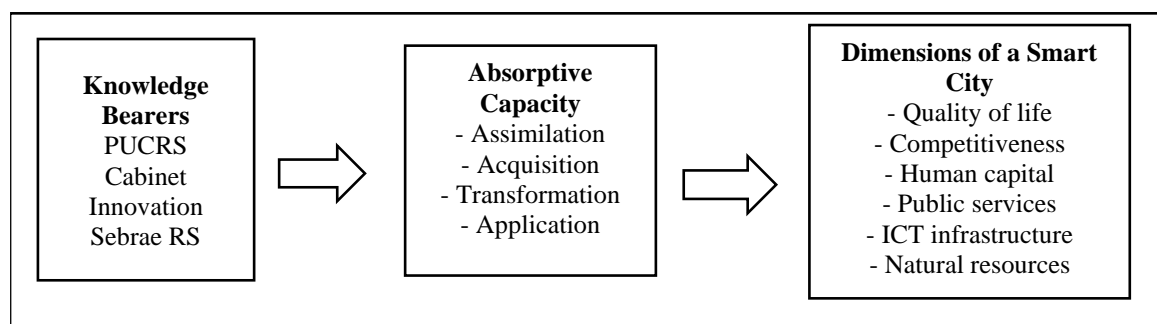 Knowledge
Bearers
PUCRS
Cabinet
Innovation
Sebrae RS
Absorptive
Capacity
- Assimilation
- Acquisition
- Transformation
- Application
Dimensions of a Smart
City
- Quality of life
- Competitiveness
- Human capital
- Public services
- ICT infrastructure
- Natural resources